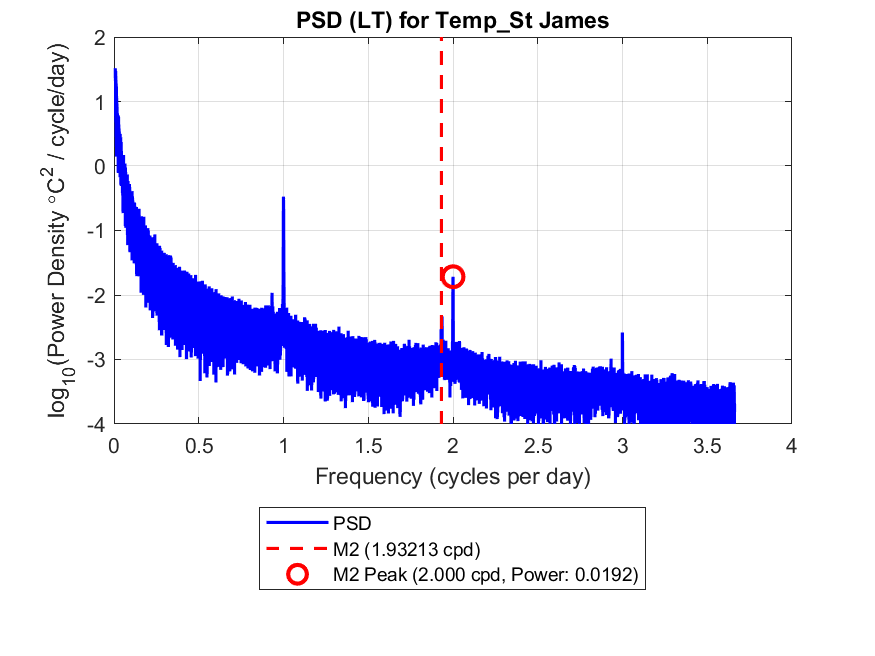 PSD (LT) for Temp_St James
log10(Power Density °C2 / cycle/day)
2
1
0
-1
-2
-3
-4
0 0.5 1 1.5 2 2.5 3 3.5 4
Frequency (cycles per day)
PSD
M2 (1.93213 cpd)
M2 Peak (2.000 cpd, Power: 0.0192)